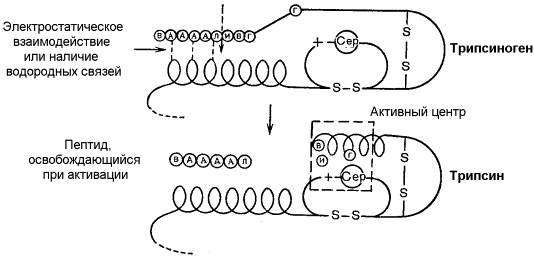 Электростатическое
взаимодействие
или наличие
водородных связей
В А А А А Л И В Г
Г
+ Сер
S
S
S – S
Трипсиноген
Активный центр
Пептид,
освобождающийся
при активации
В А А А А Л
В
И
Г
+ Сер
S
S
S – S
Трипсин